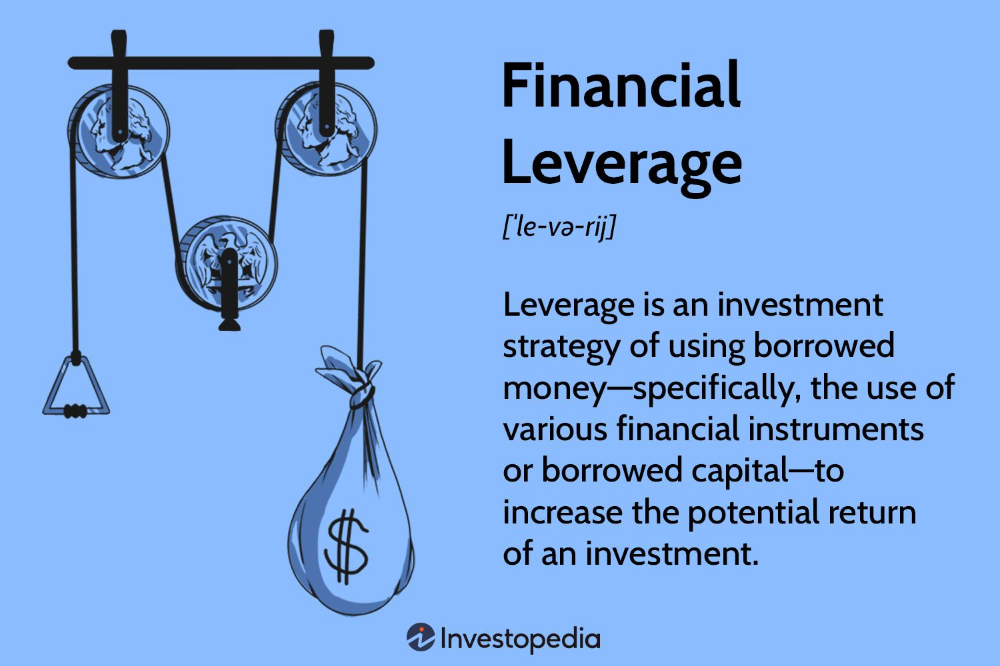 Financial
Leverage
['le-və-rij]
Leverage is an investment
strategy of using borrowed
money—specifically, the use of
various financial instruments
or borrowed capital—to
increase the potential return
of an investment.
$
Investopedia